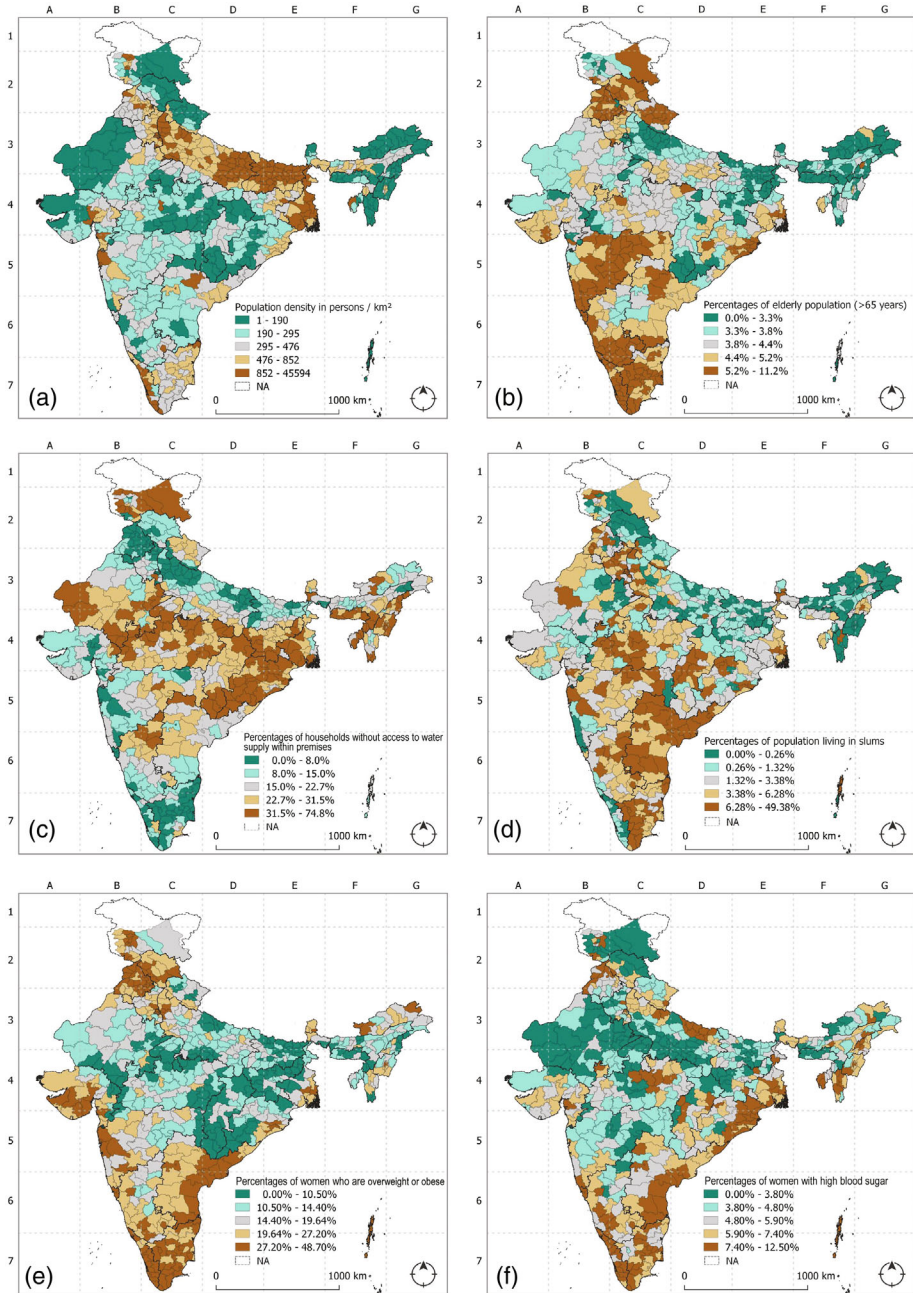 A B C D E F G
1
2
3
4
5
6
7
Population density in persons / km²
1 - 190
190 - 295
295 - 476
476 - 852
852 - 45594
NA
0 1000 km
(a)
A B C D E F G
1
2
3
4
5
6
7
Percentages of elderly population (>65 years)
0.0% - 3.3%
3.3% - 3.8%
3.8% - 4.4%
4.4% - 5.2%
5.2% - 11.2%
NA
0 1000 km
(b)
A B C D E F G
1
2
3
4
5
6
7
Percentages of households without access to water
supply within premises
0.0% - 8.0%
8.0% - 15.0%
15.0% - 22.7%
22.7% - 31.5%
31.5% - 74.8%
NA
0 1000 km
(c)
A B C D E F G
1
2
3
4
5
6
7
Percentages of population living in slums
0.00% - 0.26%
0.26% - 1.32%
1.32% - 3.38%
3.38% - 6.28%
6.28% - 49.38%
NA
0 1000 km
(d)
A B C D E F G
1
2
3
4
5
6
7
Percentages of women who are overweight or obese
0.00% - 10.50%
10.50% - 14.40%
14.40% - 19.64%
19.64% - 27.20%
27.20% - 48.70%
NA
0 1000 km
(e)
A B C D E F G
1
2
3
4
5
6
7
Percentages of women with high blood sugar
0.00% - 3.80%
3.80% - 4.80%
4.80% - 5.90%
5.90% - 7.40%
7.40% - 12.50%
NA
0 1000 km
(f)